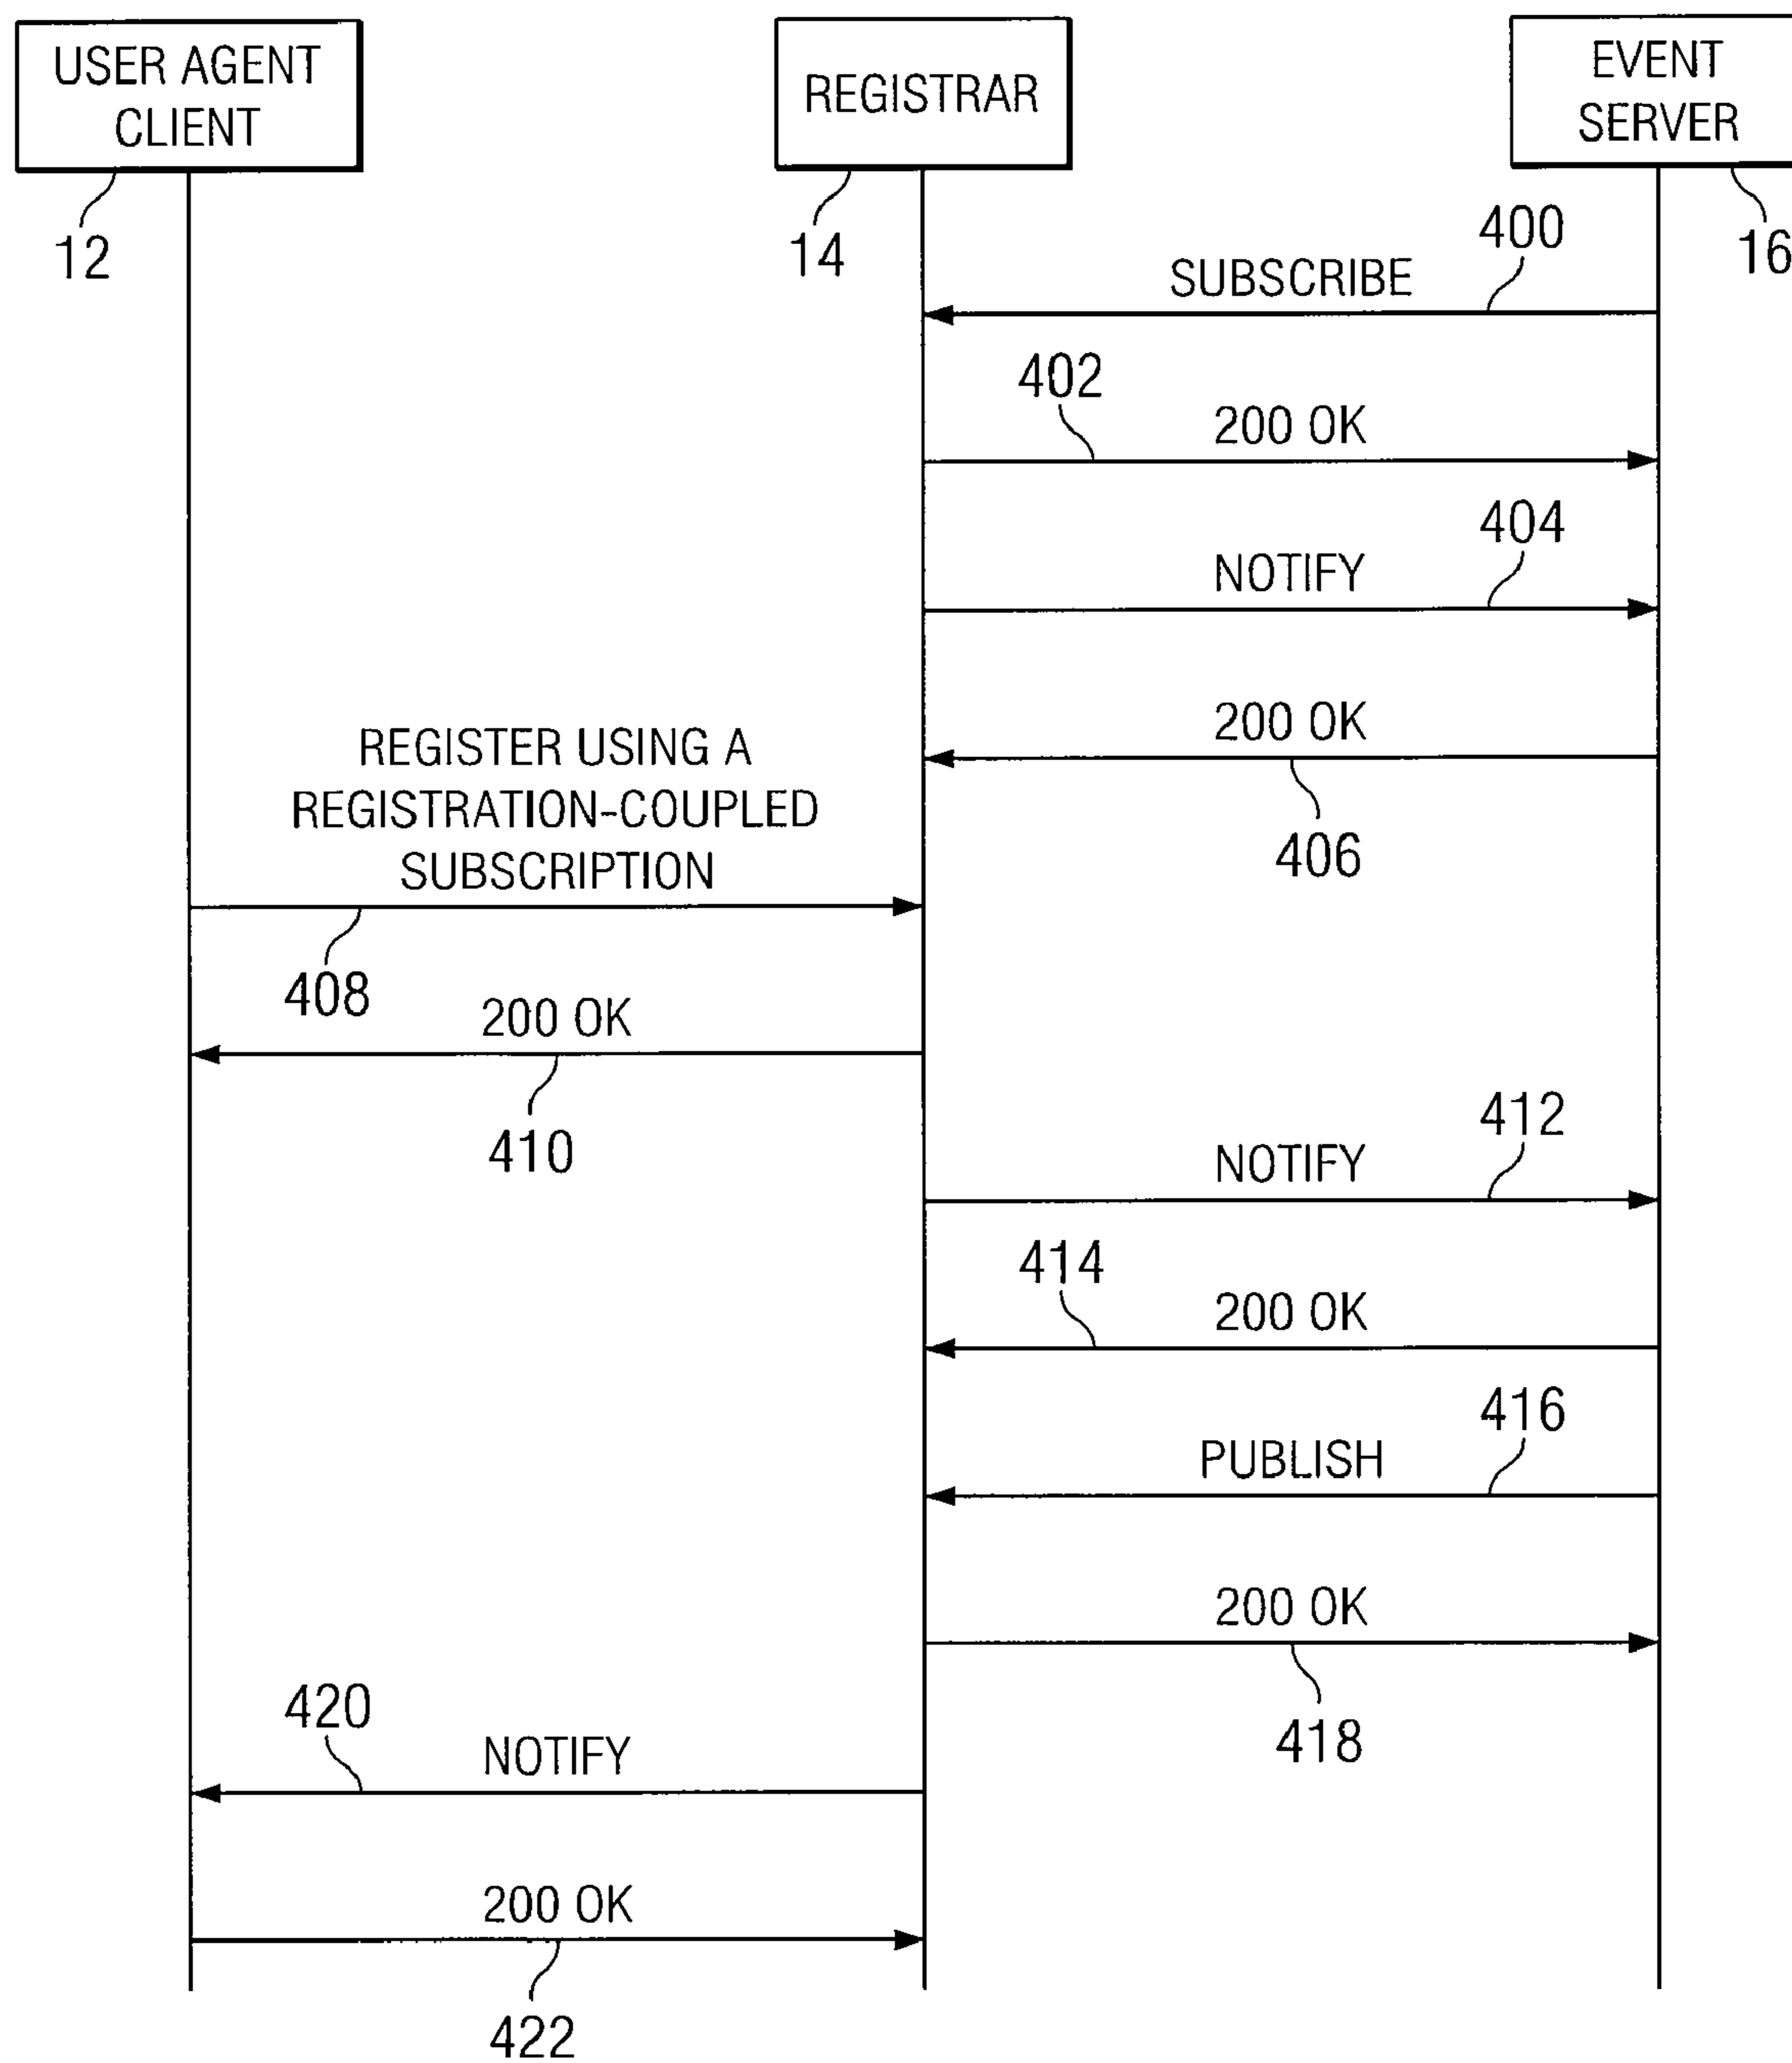 USER AGENT
CLIENT
REGISTRAR
EVENT
SERVER
12
14
16
400
SUBSCRIBE
402
200 OK
404
NOTIFY
200 OK
406
REGISTER USING A
REGISTRATION-COUPLED
SUBSCRIPTION
408
200 OK
410
412
NOTIFY
414
200 OK
416
PUBLISH
200 OK
418
420
NOTIFY
200 OK
422